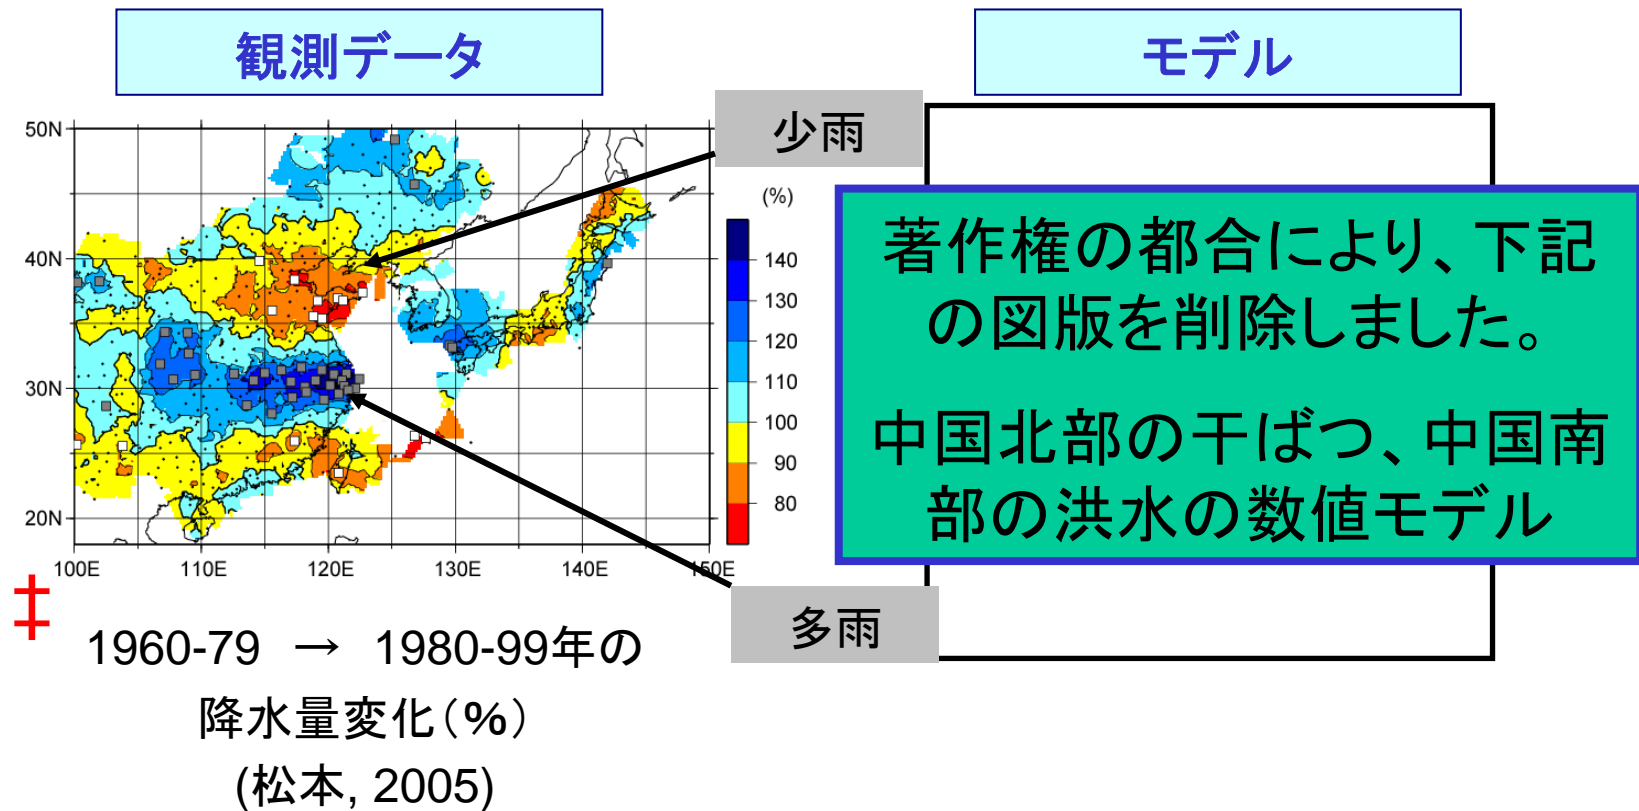 観測データ
モデル
少雨
50N
40N
30N
20N
100E
110E
120E
130E
140E
150E
(%)
140
130
120
110
100
90
80
多雨
著作権の都合により、下記
の図版を削除しました。
中国北部の干ばつ、中国南
部の洪水の数値モデル
‡
1960-79 → 1980-99年の
降水量変化(%)
(松本, 2005)